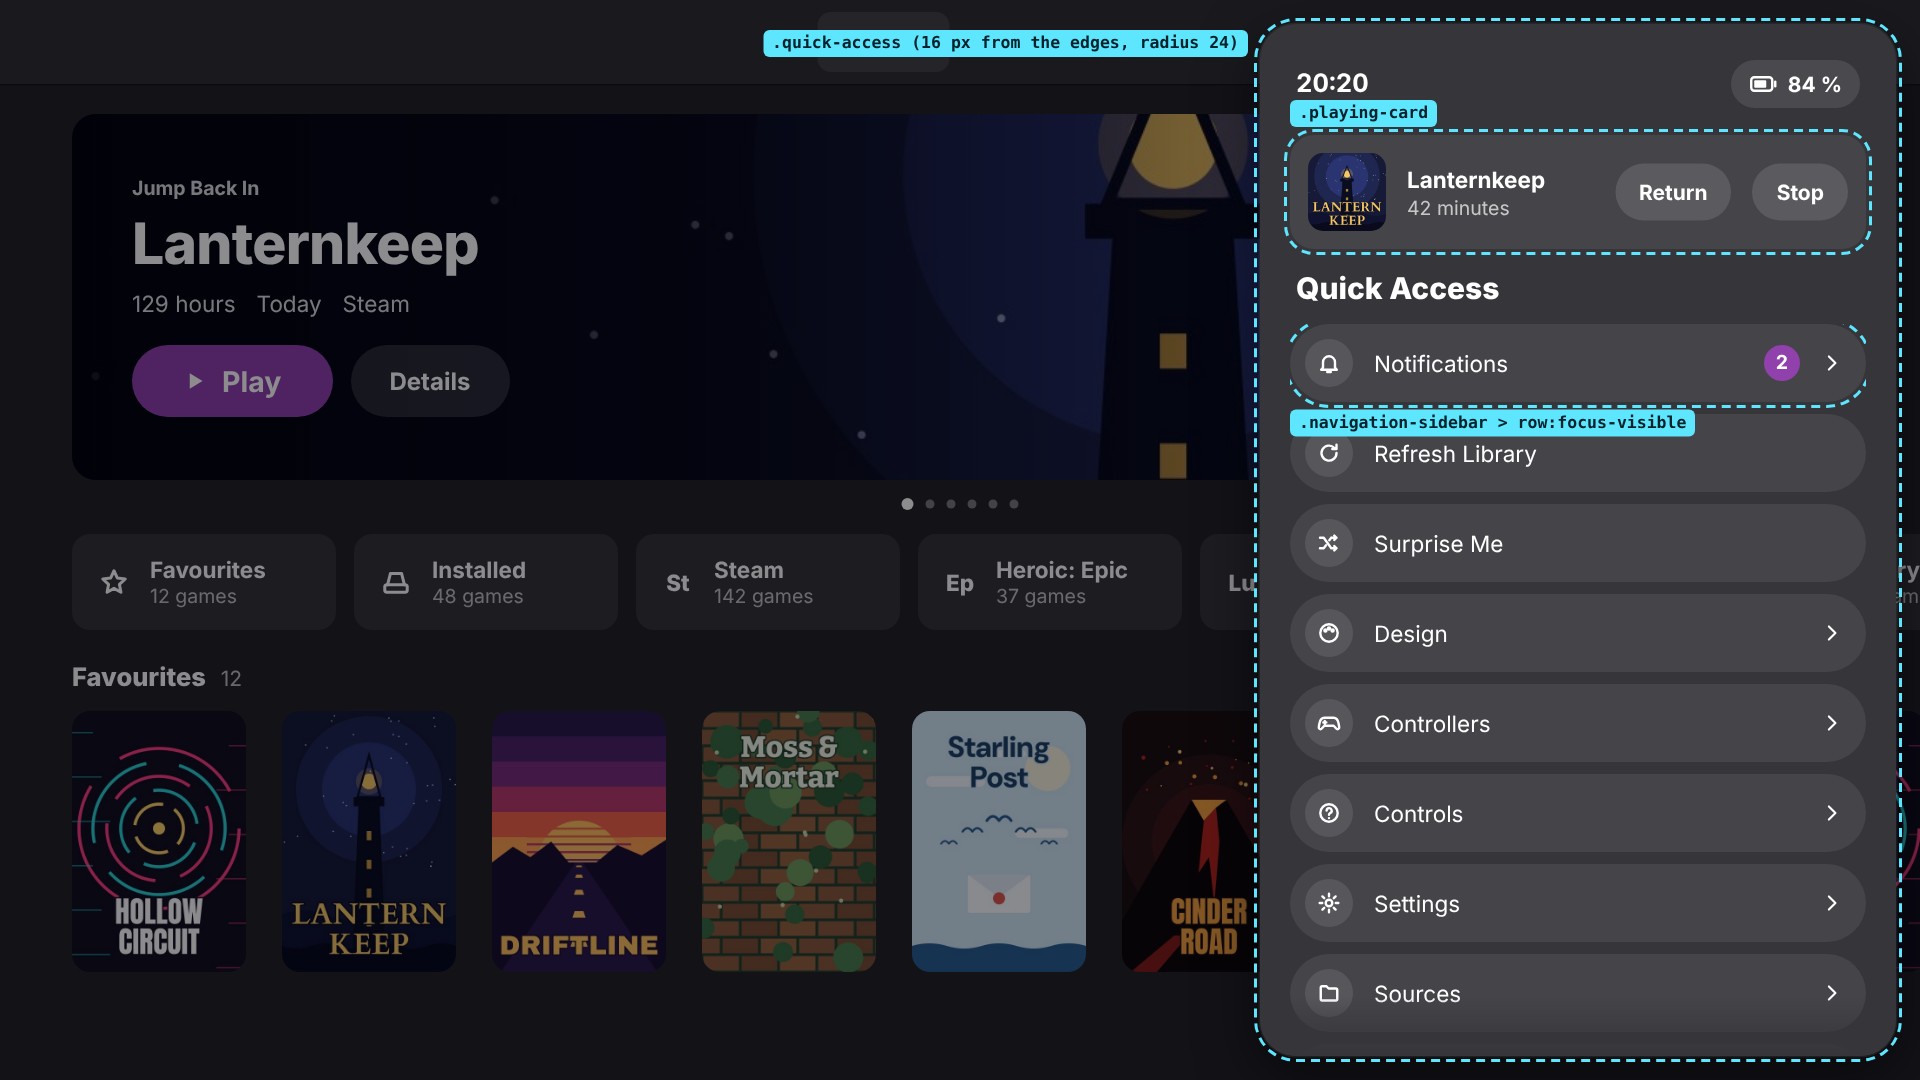 .quick-access (16 px from the edges, radius 24)
20:20
84 %
.playing-card
LANTERN
KEEP
Lanternkeep
42 minutes
Return
Stop
Quick Access
Notifications
2
.navigation-sidebar > row:focus-visible
Refresh Library
Surprise Me
Design
Controllers
Controls
Settings
Sources
Jump Back In
Lanternkeep
129 hours Today Steam
Play
Details
Favourites
12 games
Installed
48 games
St
Steam
142 games
Ep
Heroic: Epic
37 games
Lu
ry
Favourites 12
HOLLOW
CIRCUIT
LANTERN
KEEP
DRIFTLINE
Moss &
Mortar
Starling
Post
CINDER
ROAD